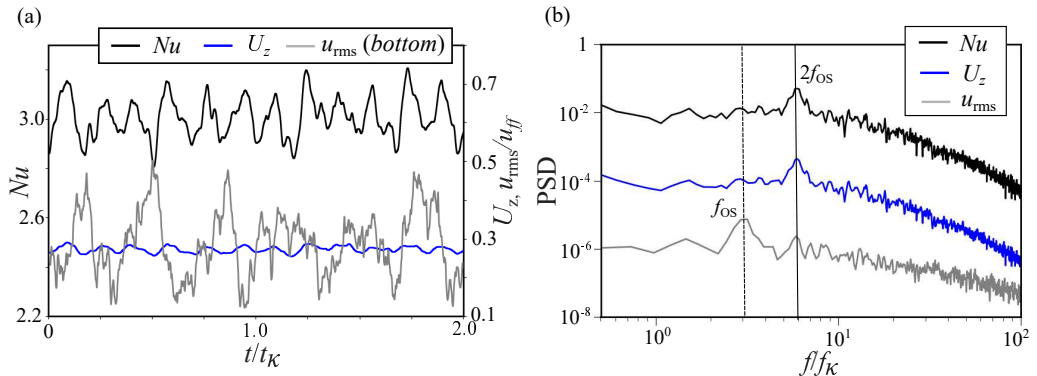 (a)
Nu U_z u_rms (bottom)
3.0
2.6
2.2
Nu
0.7
0.5
0.3
0.1
U_z, u_rms/u_ff
0 1.0 2.0
t/t_κ
(b)
Nu
U_z
u_rms
1
10^-2
10^-4
10^-6
10^-8
PSD
2f_OS
f_OS
10^0 10^1 10^2
f/f_κ